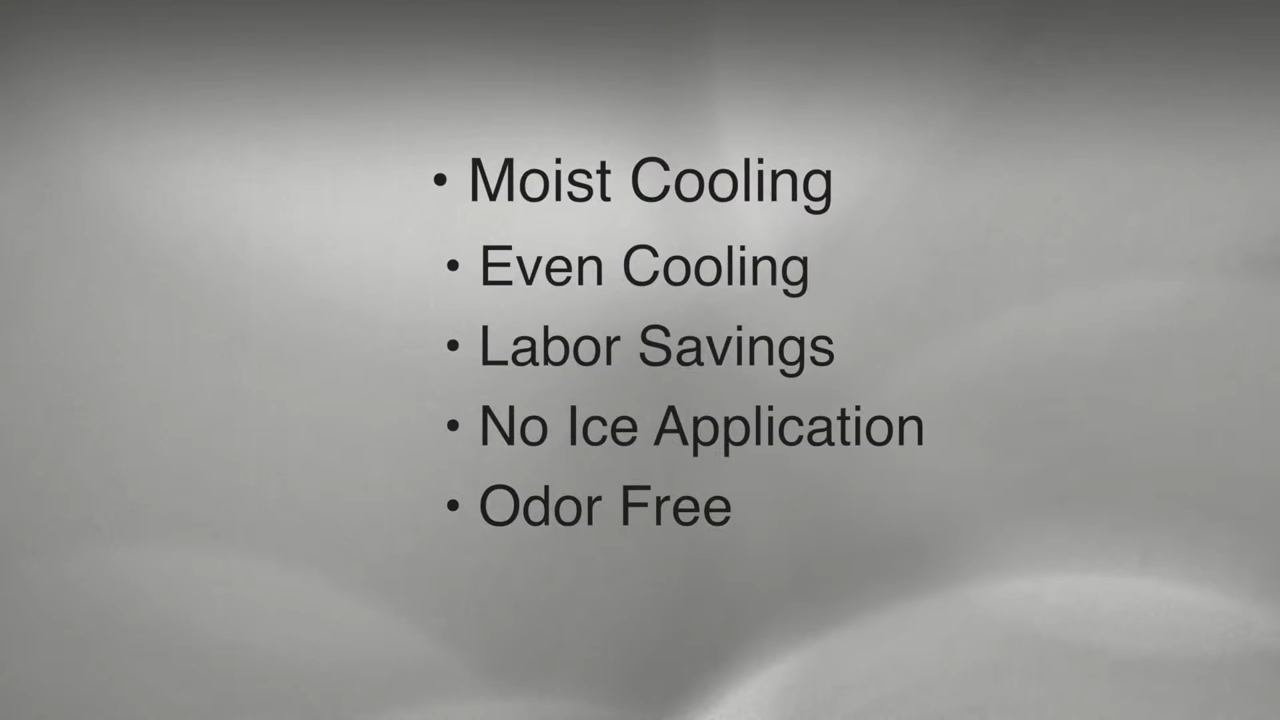 • Moist Cooling
• Even Cooling
• Labor Savings
• No Ice Application
• Odor Free